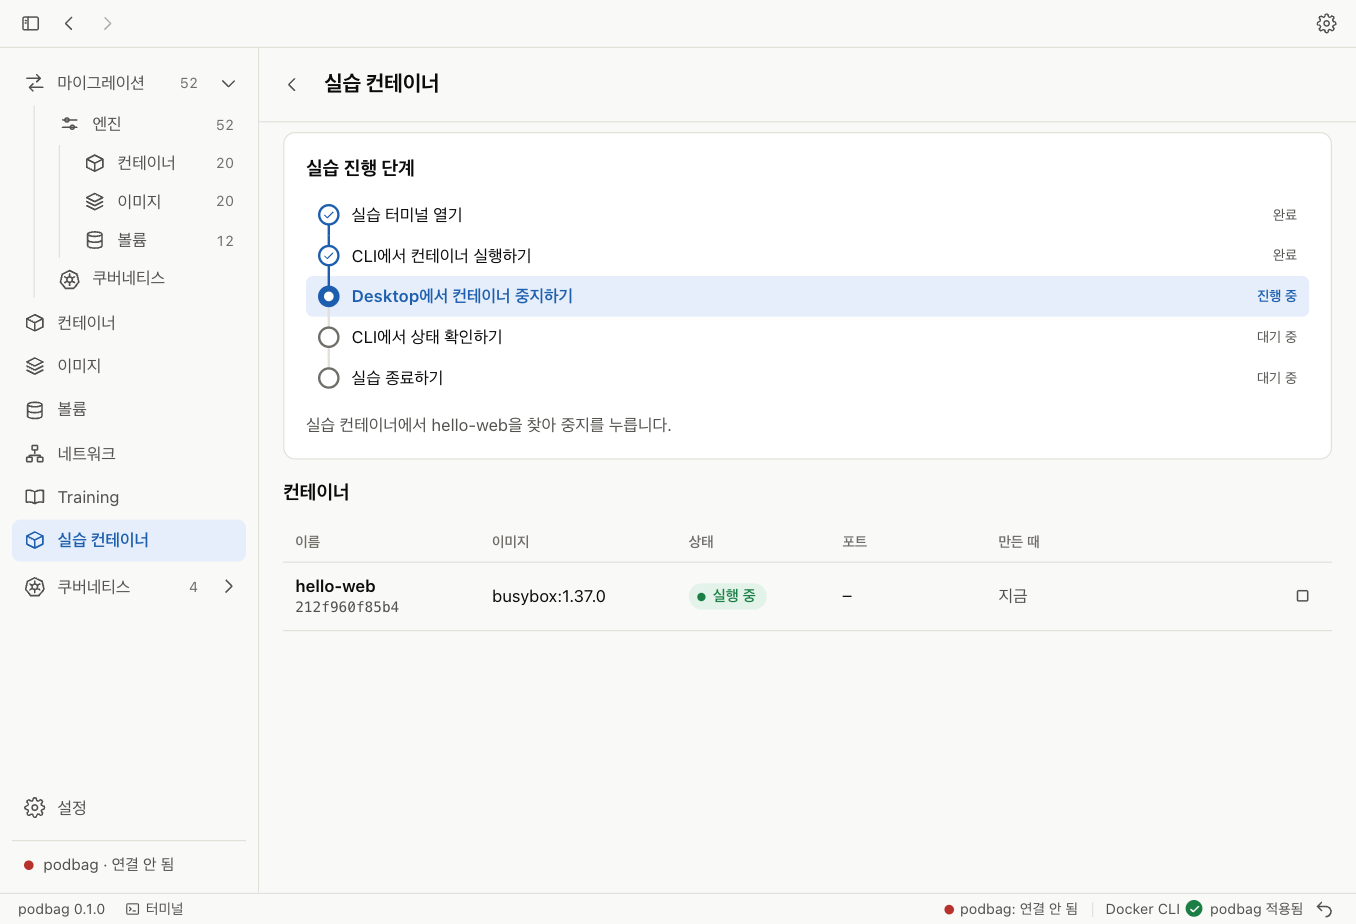 마이그레이션 52
엔진 52
컨테이너 20
이미지 20
볼륨 12
쿠버네티스
컨테이너
이미지
볼륨
네트워크
Training
실습 컨테이너
쿠버네티스 4
설정
podbag · 연결 안 됨
실습 컨테이너
실습 진행 단계
실습 터미널 열기 완료
CLI에서 컨테이너 실행하기 완료
Desktop에서 컨테이너 중지하기 진행 중
CLI에서 상태 확인하기 대기 중
실습 종료하기 대기 중
실습 컨테이너에서 hello-web을 찾아 중지를 누릅니다.
컨테이너
이름 이미지 상태 포트 만든 때
hello-web busybox:1.37.0 실행 중 – 지금
212f960f85b4
podbag 0.1.0 터미널 podbag: 연결 안 됨 Docker CLI podbag 적용됨